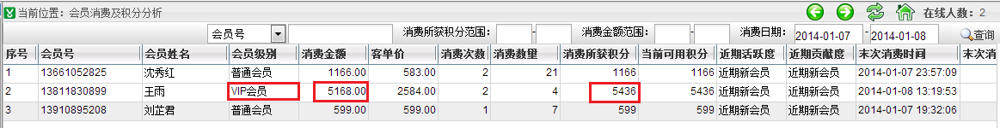 当前位置：会员消费及积分分析 在线人数：2
会员号 消费所获积分范围： - 消费金额范围： - 消费日期： 2014-01-07 - 2014-01-08 查询
序号 会员号 会员姓名 会员级别 消费金额 客单价 消费次数 消费数量 消费所获积分 当前可用积分 近期活跃度 近期贡献度 末次消费时间 末次消
1 13661052825 沈秀红 普通会员 1166.00 583.00 2 21 1166 1166 近期新会员 近期新会员 2014-01-07 23:57:09
2 13811830899 王雨 VIP会员 5168.00 2584.00 2 4 5436 5436 近期新会员 近期新会员 2014-01-08 13:19:53
3 13910895208 刘芷君 普通会员 599.00 599.00 1 7 599 599 近期新会员 近期新会员 2014-01-07 19:32:06